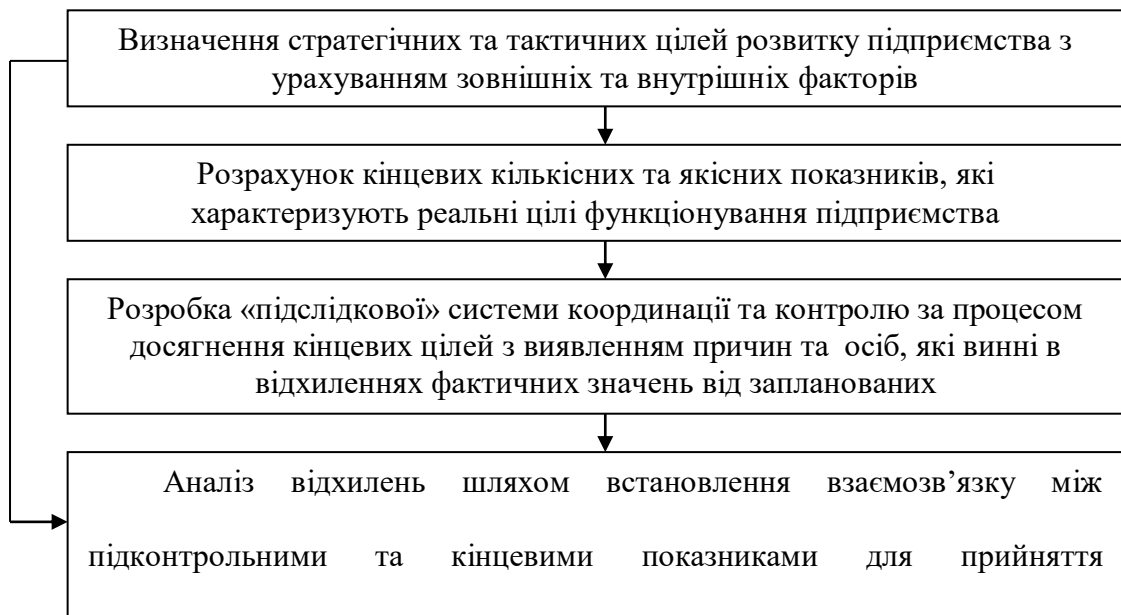 Визначення стратегічних та тактичних цілей розвитку підприємства з
урахуванням зовнішніх та внутрішніх факторів
Розрахунок кінцевих кількісних та якісних показників, які
характеризують реальні цілі функціонування підприємства
Розробка «підслідкової» системи координації та контролю за процесом
досягнення кінцевих цілей з виявленням причин та осіб, які винні в
відхиленнях фактичних значень від запланованих
Аналіз відхилень шляхом встановлення взаємозв’язку між
підконтрольними та кінцевими показниками для прийняття